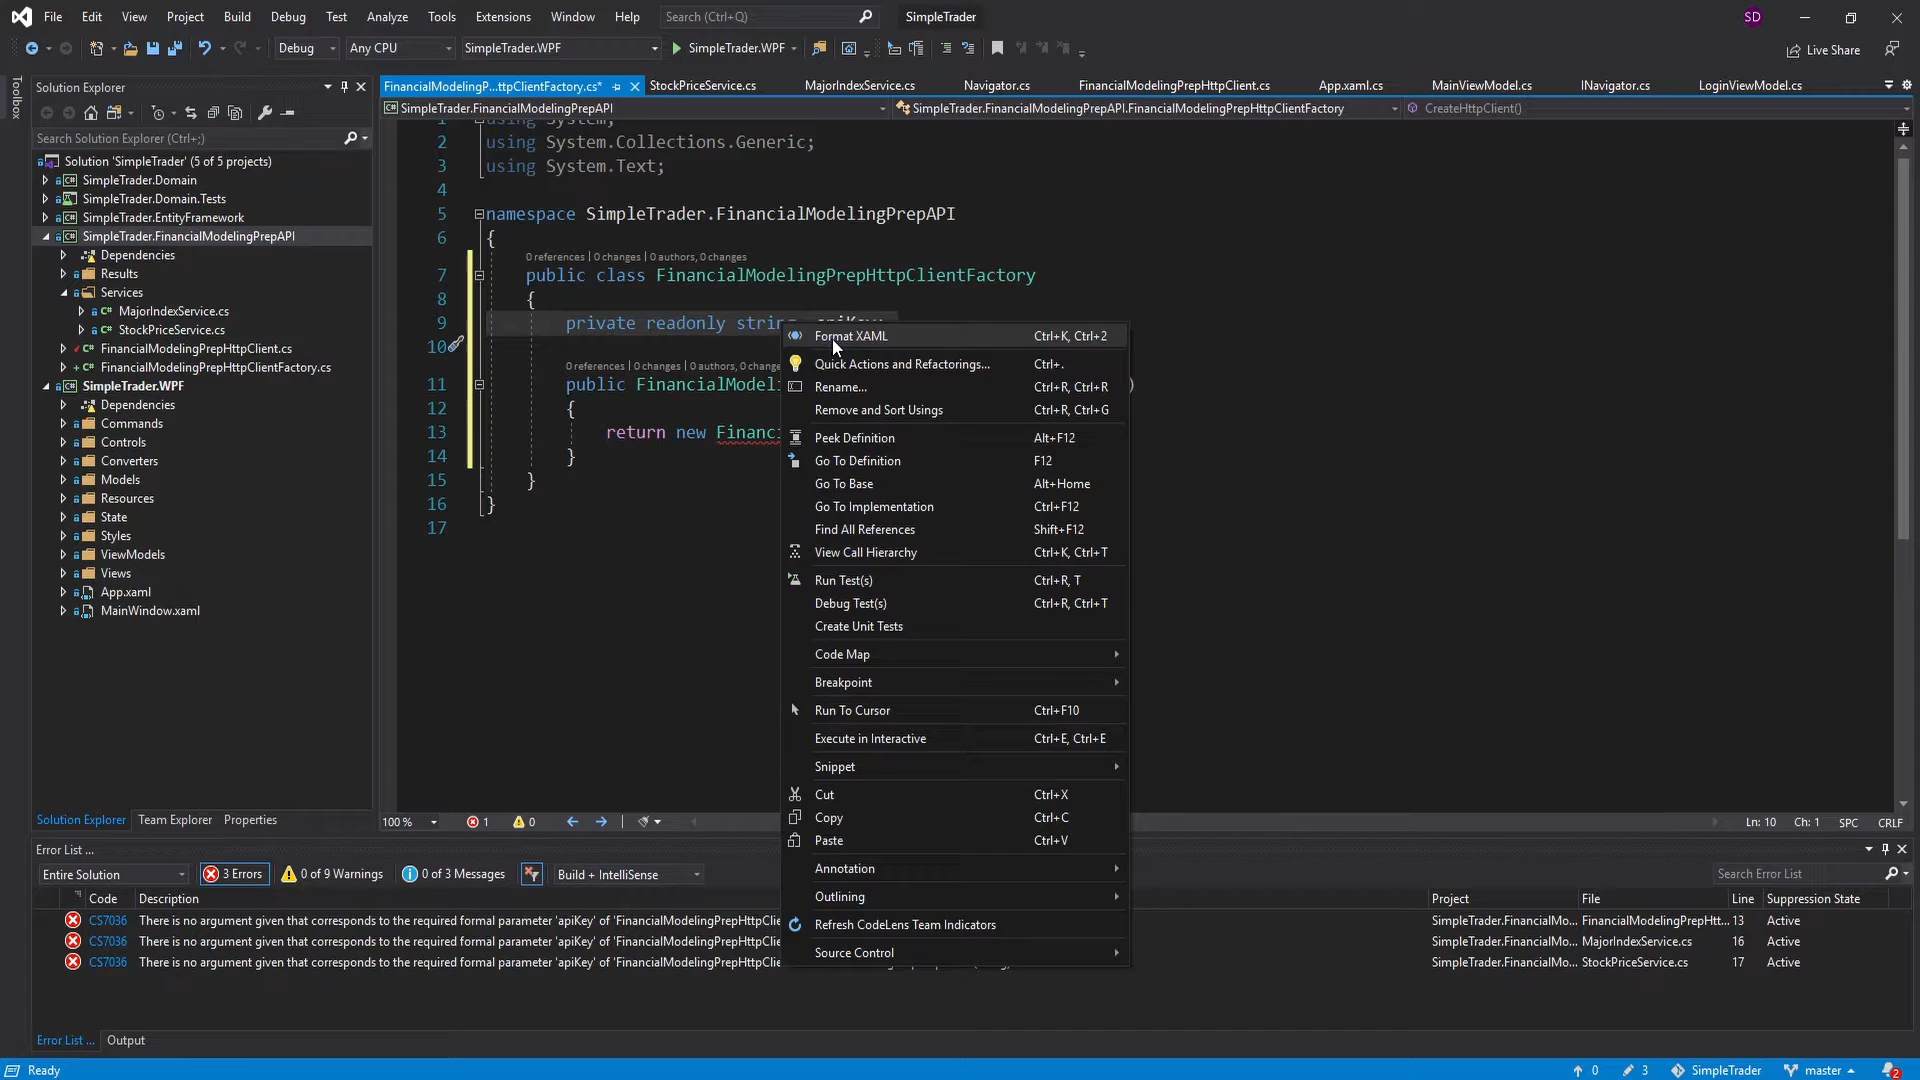 File Edit View Project Build Debug Test Analyze Tools Extensions Window Help Search (Ctrl+Q) SimpleTrader SD
Debug Any CPU SimpleTrader.WPF SimpleTrader.WPF Live Share
Toolbox
Solution Explorer
Search Solution Explorer (Ctrl+;)
Solution 'SimpleTrader' (5 of 5 projects)
SimpleTrader.Domain
SimpleTrader.Domain.Tests
SimpleTrader.EntityFramework
SimpleTrader.FinancialModelingPrepAPI
Dependencies
Results
Services
MajorIndexService.cs
StockPriceService.cs
FinancialModelingPrepHttpClient.cs
FinancialModelingPrepHttpClientFactory.cs
SimpleTrader.WPF
Dependencies
Commands
Controls
Converters
Models
Resources
State
Styles
ViewModels
Views
App.xaml
MainWindow.xaml
Solution Explorer Team Explorer Properties
FinancialModelingP...ttpClientFactory.cs* StockPriceService.cs MajorIndexService.cs Navigator.cs FinancialModelingPrepHttpClient.cs App.xaml.cs MainViewModel.cs INavigator.cs LoginViewModel.cs
SimpleTrader.FinancialModelingPrepAPI SimpleTrader.FinancialModelingPrepAPI.FinancialModelingPrepHttpClientFactory CreateHttpClient()
1 using System;
2 using System.Collections.Generic;
3 using System.Text;
4
5 namespace SimpleTrader.FinancialModelingPrepAPI
6 {
0 references | 0 changes | 0 authors, 0 changes
7 public class FinancialModelingPrepHttpClientFactory
8 {
9 private readonly string _apiKey;
10
0 references | 0 changes | 0 authors, 0 change
11 public FinancialModeli )
12 {
13 return new Financi
14 }
15 }
16 }
17
Format XAML Ctrl+K, Ctrl+2
Quick Actions and Refactorings... Ctrl+.
Rename... Ctrl+R, Ctrl+R
Remove and Sort Usings Ctrl+R, Ctrl+G
Peek Definition Alt+F12
Go To Definition F12
Go To Base Alt+Home
Go To Implementation Ctrl+F12
Find All References Shift+F12
View Call Hierarchy Ctrl+K, Ctrl+T
Run Test(s) Ctrl+R, T
Debug Test(s) Ctrl+R, Ctrl+T
Create Unit Tests
Code Map
Breakpoint
Run To Cursor Ctrl+F10
Execute in Interactive Ctrl+E, Ctrl+E
Snippet
Cut Ctrl+X
Copy Ctrl+C
Paste Ctrl+V
Annotation
Outlining
Refresh CodeLens Team Indicators
Source Control
100% 1 0 Ln: 10 Ch: 1 SPC CRLF
Error List ...
Entire Solution 3 Errors 0 of 9 Warnings 0 of 3 Messages Build + IntelliSense Search Error List
Code Description Project File Line Suppression State
CS7036 There is no argument given that corresponds to the required formal parameter 'apiKey' of 'FinancialModelingPrepHttpClie SimpleTrader.FinancialMo... FinancialModelingPrepHtt... 13 Active
CS7036 There is no argument given that corresponds to the required formal parameter 'apiKey' of 'FinancialModelingPrepHttpClie SimpleTrader.FinancialMo... MajorIndexService.cs 16 Active
CS7036 There is no argument given that corresponds to the required formal parameter 'apiKey' of 'FinancialModelingPrepHttpClie SimpleTrader.FinancialMo... StockPriceService.cs 17 Active
Error List ... Output
Ready 0 3 SimpleTrader master 2